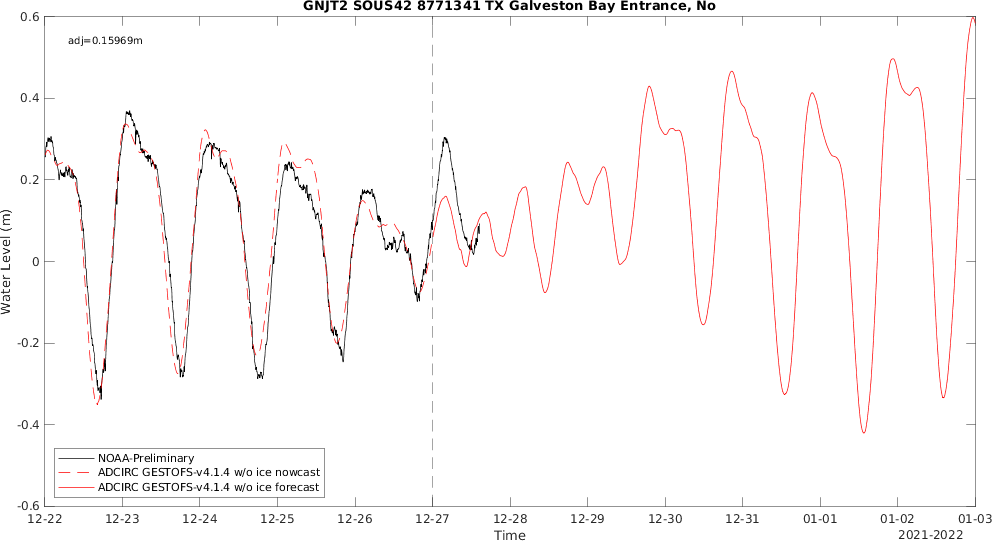 GNJT2 SOUS42 8771341 TX Galveston Bay Entrance, No
adj=0.15969m
0.6
0.4
0.2
0
-0.2
-0.4
-0.6
Water Level (m)
NOAA-Preliminary
ADCIRC GESTOFS-v4.1.4 w/o ice nowcast
ADCIRC GESTOFS-v4.1.4 w/o ice forecast
12-22 12-23 12-24 12-25 12-26 12-27 12-28 12-29 12-30 12-31 01-01 01-02 01-03
Time
2021-2022